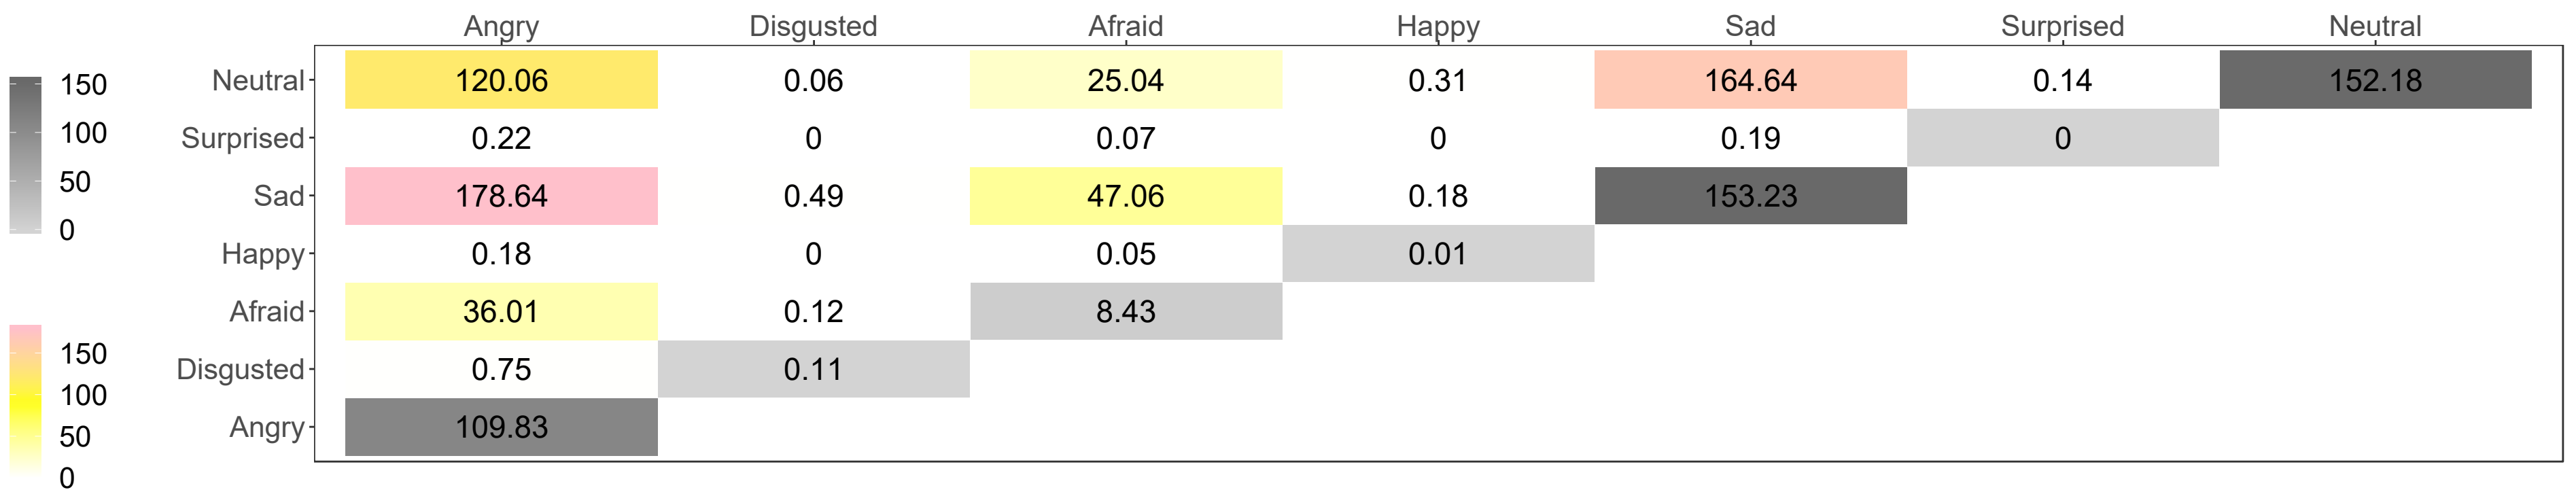 Angry Disgusted Afraid Happy Sad Surprised Neutral
Neutral 120.06 0.06 25.04 0.31 164.64 0.14 152.18
Surprised 0.22 0 0.07 0 0.19 0
Sad 178.64 0.49 47.06 0.18 153.23
Happy 0.18 0 0.05 0.01
Afraid 36.01 0.12 8.43
Disgusted 0.75 0.11
Angry 109.83
150
100
50
0
150
100
50
0